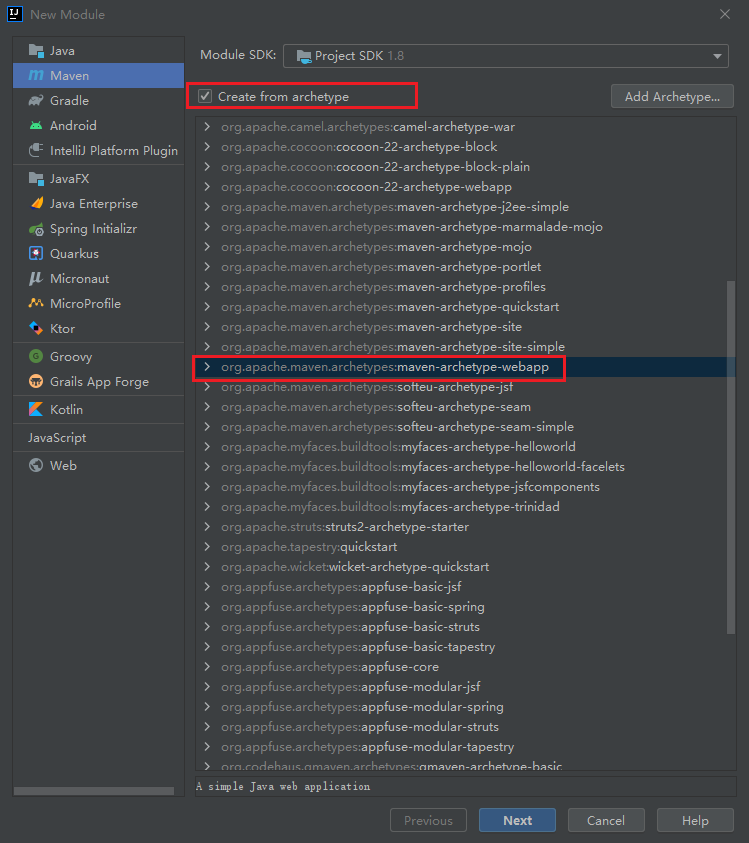 New Module
Java
Maven
Gradle
Android
IntelliJ Platform Plugin
JavaFX
Java Enterprise
Spring Initializr
Quarkus
Micronaut
MicroProfile
Ktor
Groovy
Grails App Forge
Kotlin
JavaScript
Web
Module SDK: Project SDK 1.8
Create from archetype
Add Archetype...
org.apache.camel.archetypes:camel-archetype-war
org.apache.cocoon:cocoon-22-archetype-block
org.apache.cocoon:cocoon-22-archetype-block-plain
org.apache.cocoon:cocoon-22-archetype-webapp
org.apache.maven.archetypes:maven-archetype-j2ee-simple
org.apache.maven.archetypes:maven-archetype-marmalade-mojo
org.apache.maven.archetypes:maven-archetype-mojo
org.apache.maven.archetypes:maven-archetype-portlet
org.apache.maven.archetypes:maven-archetype-profiles
org.apache.maven.archetypes:maven-archetype-quickstart
org.apache.maven.archetypes:maven-archetype-site
org.apache.maven.archetypes:maven-archetype-site-simple
org.apache.maven.archetypes:maven-archetype-webapp
org.apache.maven.archetypes:softeu-archetype-jsf
org.apache.maven.archetypes:softeu-archetype-seam
org.apache.maven.archetypes:softeu-archetype-seam-simple
org.apache.myfaces.buildtools:myfaces-archetype-helloworld
org.apache.myfaces.buildtools:myfaces-archetype-helloworld-facelets
org.apache.myfaces.buildtools:myfaces-archetype-jsfcomponents
org.apache.myfaces.buildtools:myfaces-archetype-trinidad
org.apache.struts:struts2-archetype-starter
org.apache.tapestry:quickstart
org.apache.wicket:wicket-archetype-quickstart
org.appfuse.archetypes:appfuse-basic-jsf
org.appfuse.archetypes:appfuse-basic-spring
org.appfuse.archetypes:appfuse-basic-struts
org.appfuse.archetypes:appfuse-basic-tapestry
org.appfuse.archetypes:appfuse-core
org.appfuse.archetypes:appfuse-modular-jsf
org.appfuse.archetypes:appfuse-modular-spring
org.appfuse.archetypes:appfuse-modular-struts
org.appfuse.archetypes:appfuse-modular-tapestry
org.codehaus.gmaven.archetypes:gmaven-archetype-basic
A simple Java web application
Previous
Next
Cancel
Help